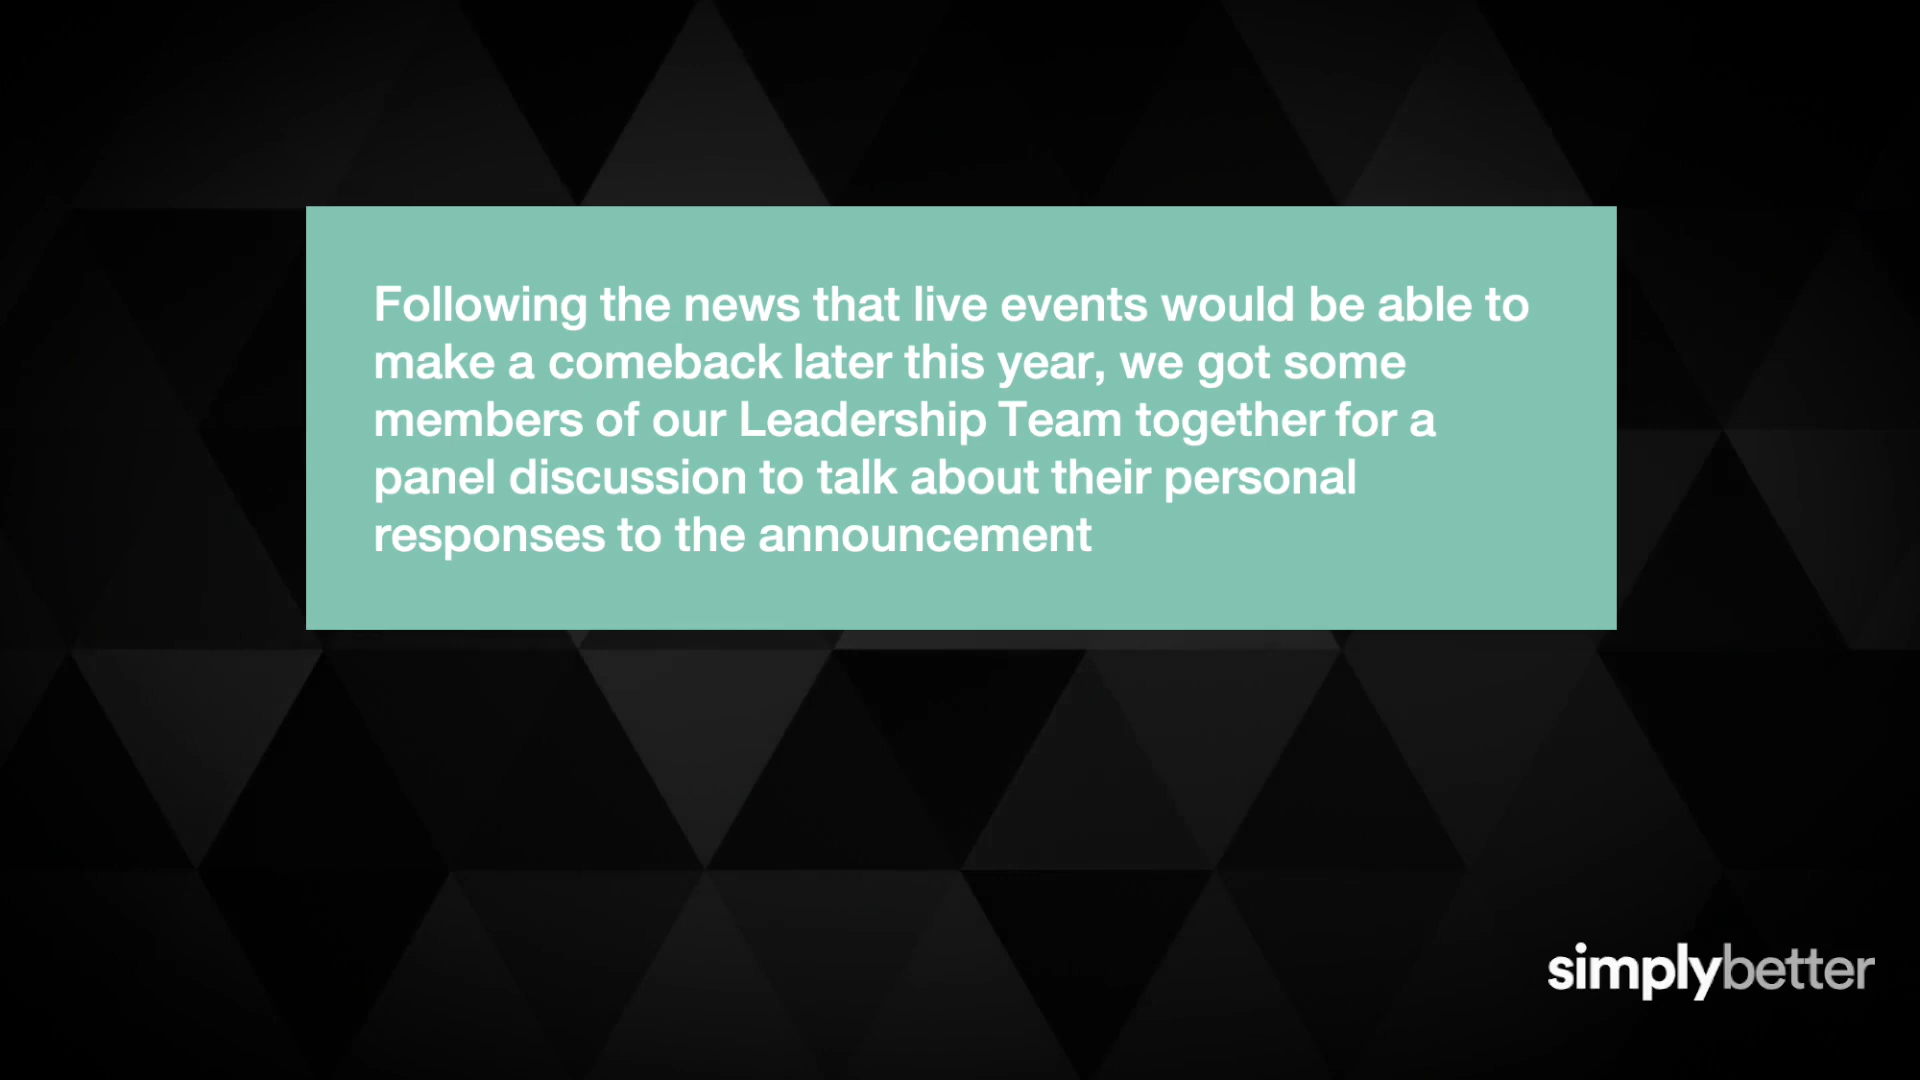 Following the news that live events would be able to
make a comeback later this year, we got some
members of our Leadership Team together for a
panel discussion to talk about their personal
responses to the announcement
simplybetter